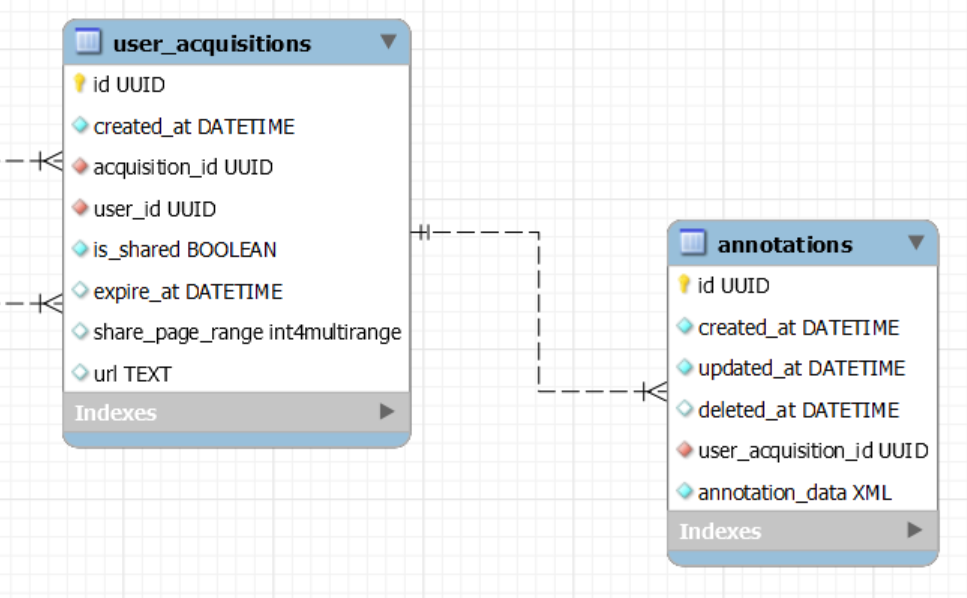 user_acquisitions
id UUID
created_at DATETIME
acquisition_id UUID
user_id UUID
is_shared BOOLEAN
expire_at DATETIME
share_page_range int4multirange
url TEXT
Indexes
annotations
id UUID
created_at DATETIME
updated_at DATETIME
deleted_at DATETIME
user_acquisition_id UUID
annotation_data XML
Indexes